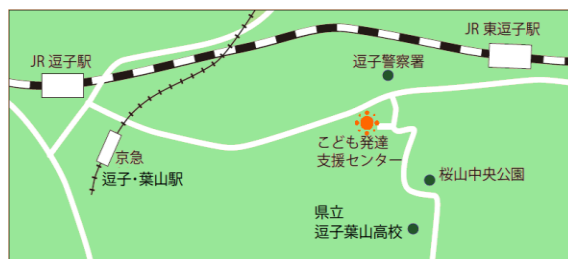 JR 東逗子駅
JR 逗子駅
逗子警察署
こども発達
支援センター
京急
逗子・葉山駅
桜山中央公園
県立
逗子葉山高校